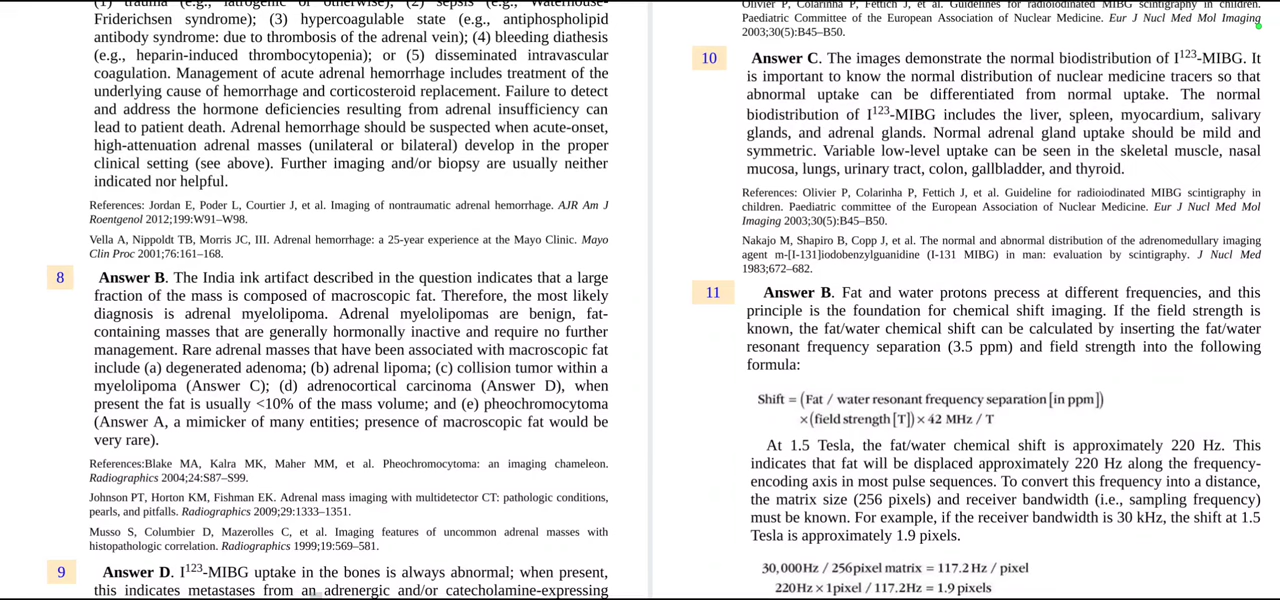 (1) trauma (e.g., iatrogenic or otherwise); (2) sepsis (e.g., Waterhouse-
Friderichsen syndrome); (3) hypercoagulable state (e.g., antiphospholipid
antibody syndrome: due to thrombosis of the adrenal vein); (4) bleeding diathesis
(e.g., heparin-induced thrombocytopenia); or (5) disseminated intravascular
coagulation. Management of acute adrenal hemorrhage includes treatment of the
underlying cause of hemorrhage and corticosteroid replacement. Failure to detect
and address the hormone deficiencies resulting from adrenal insufficiency can
lead to patient death. Adrenal hemorrhage should be suspected when acute-onset,
high-attenuation adrenal masses (unilateral or bilateral) develop in the proper
clinical setting (see above). Further imaging and/or biopsy are usually neither
indicated nor helpful.
References: Jordan E, Poder L, Courtier J, et al. Imaging of nontraumatic adrenal hemorrhage. AJR Am J
Roentgenol 2012;199:W91–W98.
Vella A, Nippoldt TB, Morris JC, III. Adrenal hemorrhage: a 25-year experience at the Mayo Clinic. Mayo
Clin Proc 2001;76:161–168.
8 Answer B. The India ink artifact described in the question indicates that a large
fraction of the mass is composed of macroscopic fat. Therefore, the most likely
diagnosis is adrenal myelolipoma. Adrenal myelolipomas are benign, fat-
containing masses that are generally hormonally inactive and require no further
management. Rare adrenal masses that have been associated with macroscopic fat
include (a) degenerated adenoma; (b) adrenal lipoma; (c) collision tumor within a
myelolipoma (Answer C); (d) adrenocortical carcinoma (Answer D), when
present the fat is usually <10% of the mass volume; and (e) pheochromocytoma
(Answer A, a mimicker of many entities; presence of macroscopic fat would be
very rare).
References:Blake MA, Kalra MK, Maher MM, et al. Pheochromocytoma: an imaging chameleon.
Radiographics 2004;24:S87–S99.
Johnson PT, Horton KM, Fishman EK. Adrenal mass imaging with multidetector CT: pathologic conditions,
pearls, and pitfalls. Radiographics 2009;29:1333–1351.
Musso S, Columbier D, Mazerolles C, et al. Imaging features of uncommon adrenal masses with
histopathologic correlation. Radiographics 1999;19:569–581.
9 Answer D. I123-MIBG uptake in the bones is always abnormal; when present,
this indicates metastases from an adrenergic and/or catecholamine-expressing
Olivier P, Colarinha P, Fettich J, et al. Guidelines for radioiodinated MIBG scintigraphy in children.
Paediatric Committee of the European Association of Nuclear Medicine. Eur J Nucl Med Mol Imaging
2003;30(5):B45–B50.
10 Answer C. The images demonstrate the normal biodistribution of I123-MIBG. It
is important to know the normal distribution of nuclear medicine tracers so that
abnormal uptake can be differentiated from normal uptake. The normal
biodistribution of I123-MIBG includes the liver, spleen, myocardium, salivary
glands, and adrenal glands. Normal adrenal gland uptake should be mild and
symmetric. Variable low-level uptake can be seen in the skeletal muscle, nasal
mucosa, lungs, urinary tract, colon, gallbladder, and thyroid.
References: Olivier P, Colarinha P, Fettich J, et al. Guideline for radioiodinated MIBG scintigraphy in
children. Paediatric committee of the European Association of Nuclear Medicine. Eur J Nucl Med Mol
Imaging 2003;30(5):B45–B50.
Nakajo M, Shapiro B, Copp J, et al. The normal and abnormal distribution of the adrenomedullary imaging
agent m-[I-131]iodobenzylguanidine (I-131 MIBG) in man: evaluation by scintigraphy. J Nucl Med
1983;672–682.
11 Answer B. Fat and water protons precess at different frequencies, and this
principle is the foundation for chemical shift imaging. If the field strength is
known, the fat/water chemical shift can be calculated by inserting the fat/water
resonant frequency separation (3.5 ppm) and field strength into the following
formula:
Shift = (Fat / water resonant frequency separation [in ppm])
×(field strength [T]) × 42 MHz / T
At 1.5 Tesla, the fat/water chemical shift is approximately 220 Hz. This
indicates that fat will be displaced approximately 220 Hz along the frequency-
encoding axis in most pulse sequences. To convert this frequency into a distance,
the matrix size (256 pixels) and receiver bandwidth (i.e., sampling frequency)
must be known. For example, if the receiver bandwidth is 30 kHz, the shift at 1.5
Tesla is approximately 1.9 pixels.
30,000Hz / 256pixel matrix = 117.2Hz / pixel
220Hz × 1pixel / 117.2Hz = 1.9 pixels